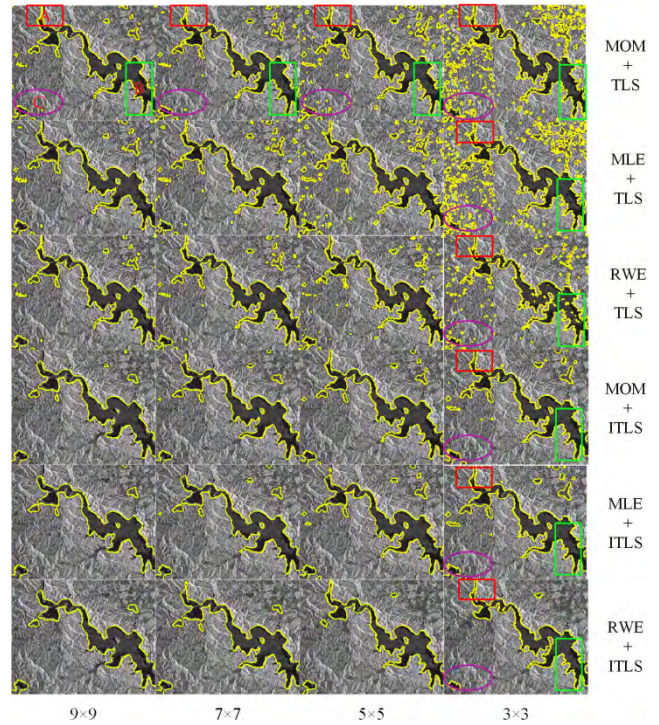 A
B
C
MOM
+
TLS
MLE
+
TLS
RWE
+
TLS
MOM
+
ITLS
MLE
+
ITLS
RWE
+
ITLS
9×9 7×7 5×5 3×3